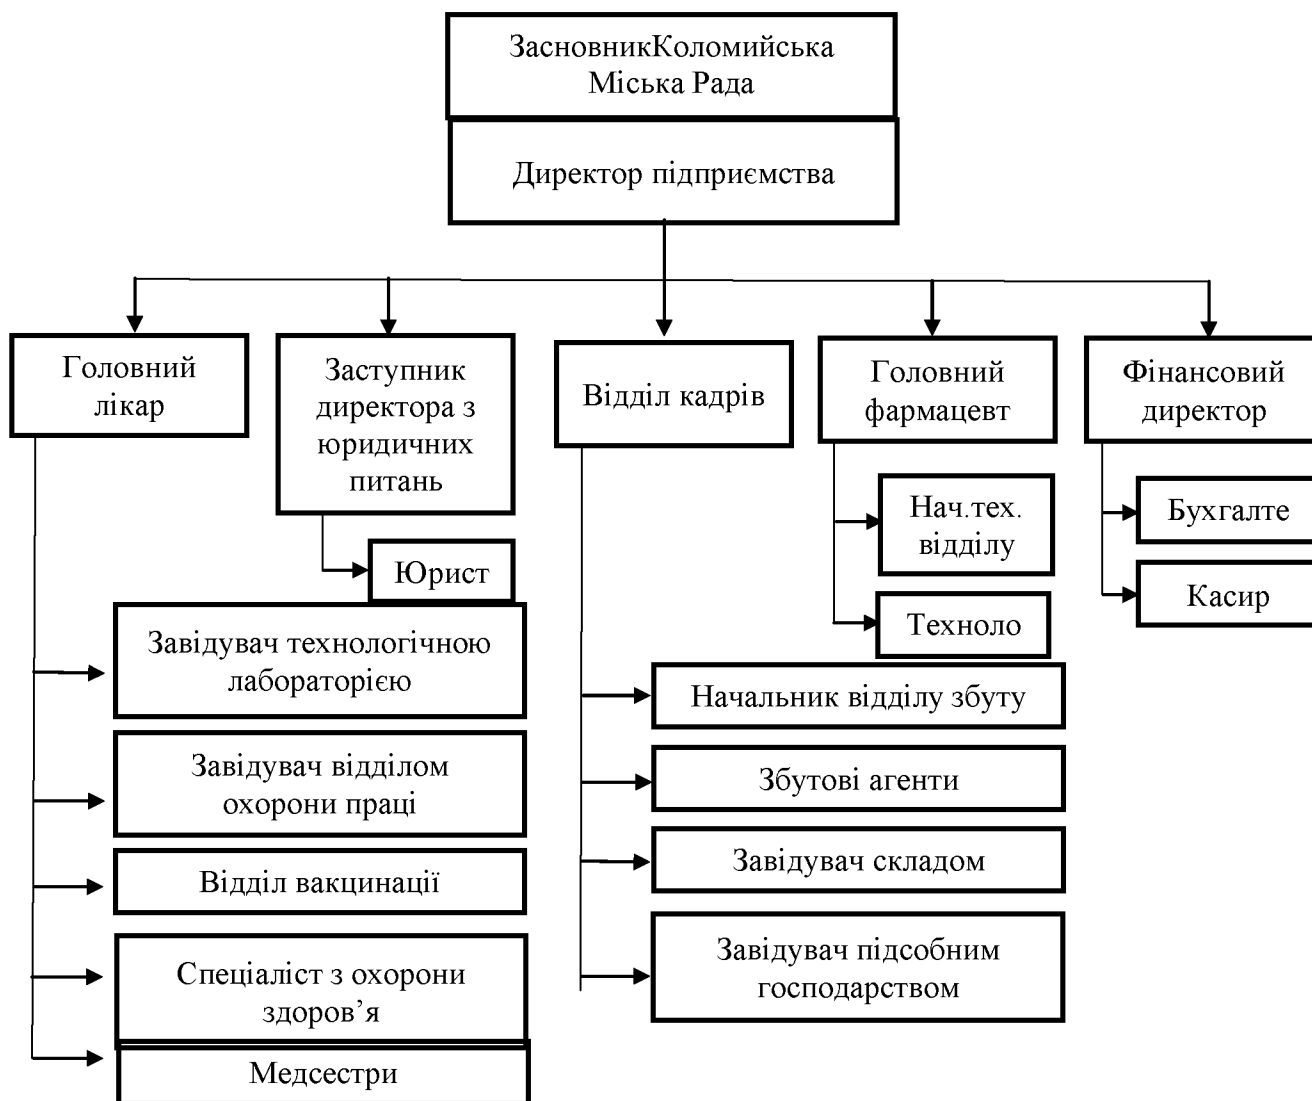 ЗасновникКоломийська
Міська Рада
Директор підприємства
Головний
лікар
Заступник
директора з
юридичних
питань
Відділ кадрів
Головний
фармацевт
Фінансовий
директор
Юрист
Нач.тех.
відділу
Техноло
Бухгалте
Касир
Завідувач технологічною
лабораторією
Завідувач відділом
охорони праці
Відділ вакцинації
Спеціаліст з охорони
здоров’я
Медсестри
Начальник відділу збуту
Збутові агенти
Завідувач складом
Завідувач підсобним
господарством